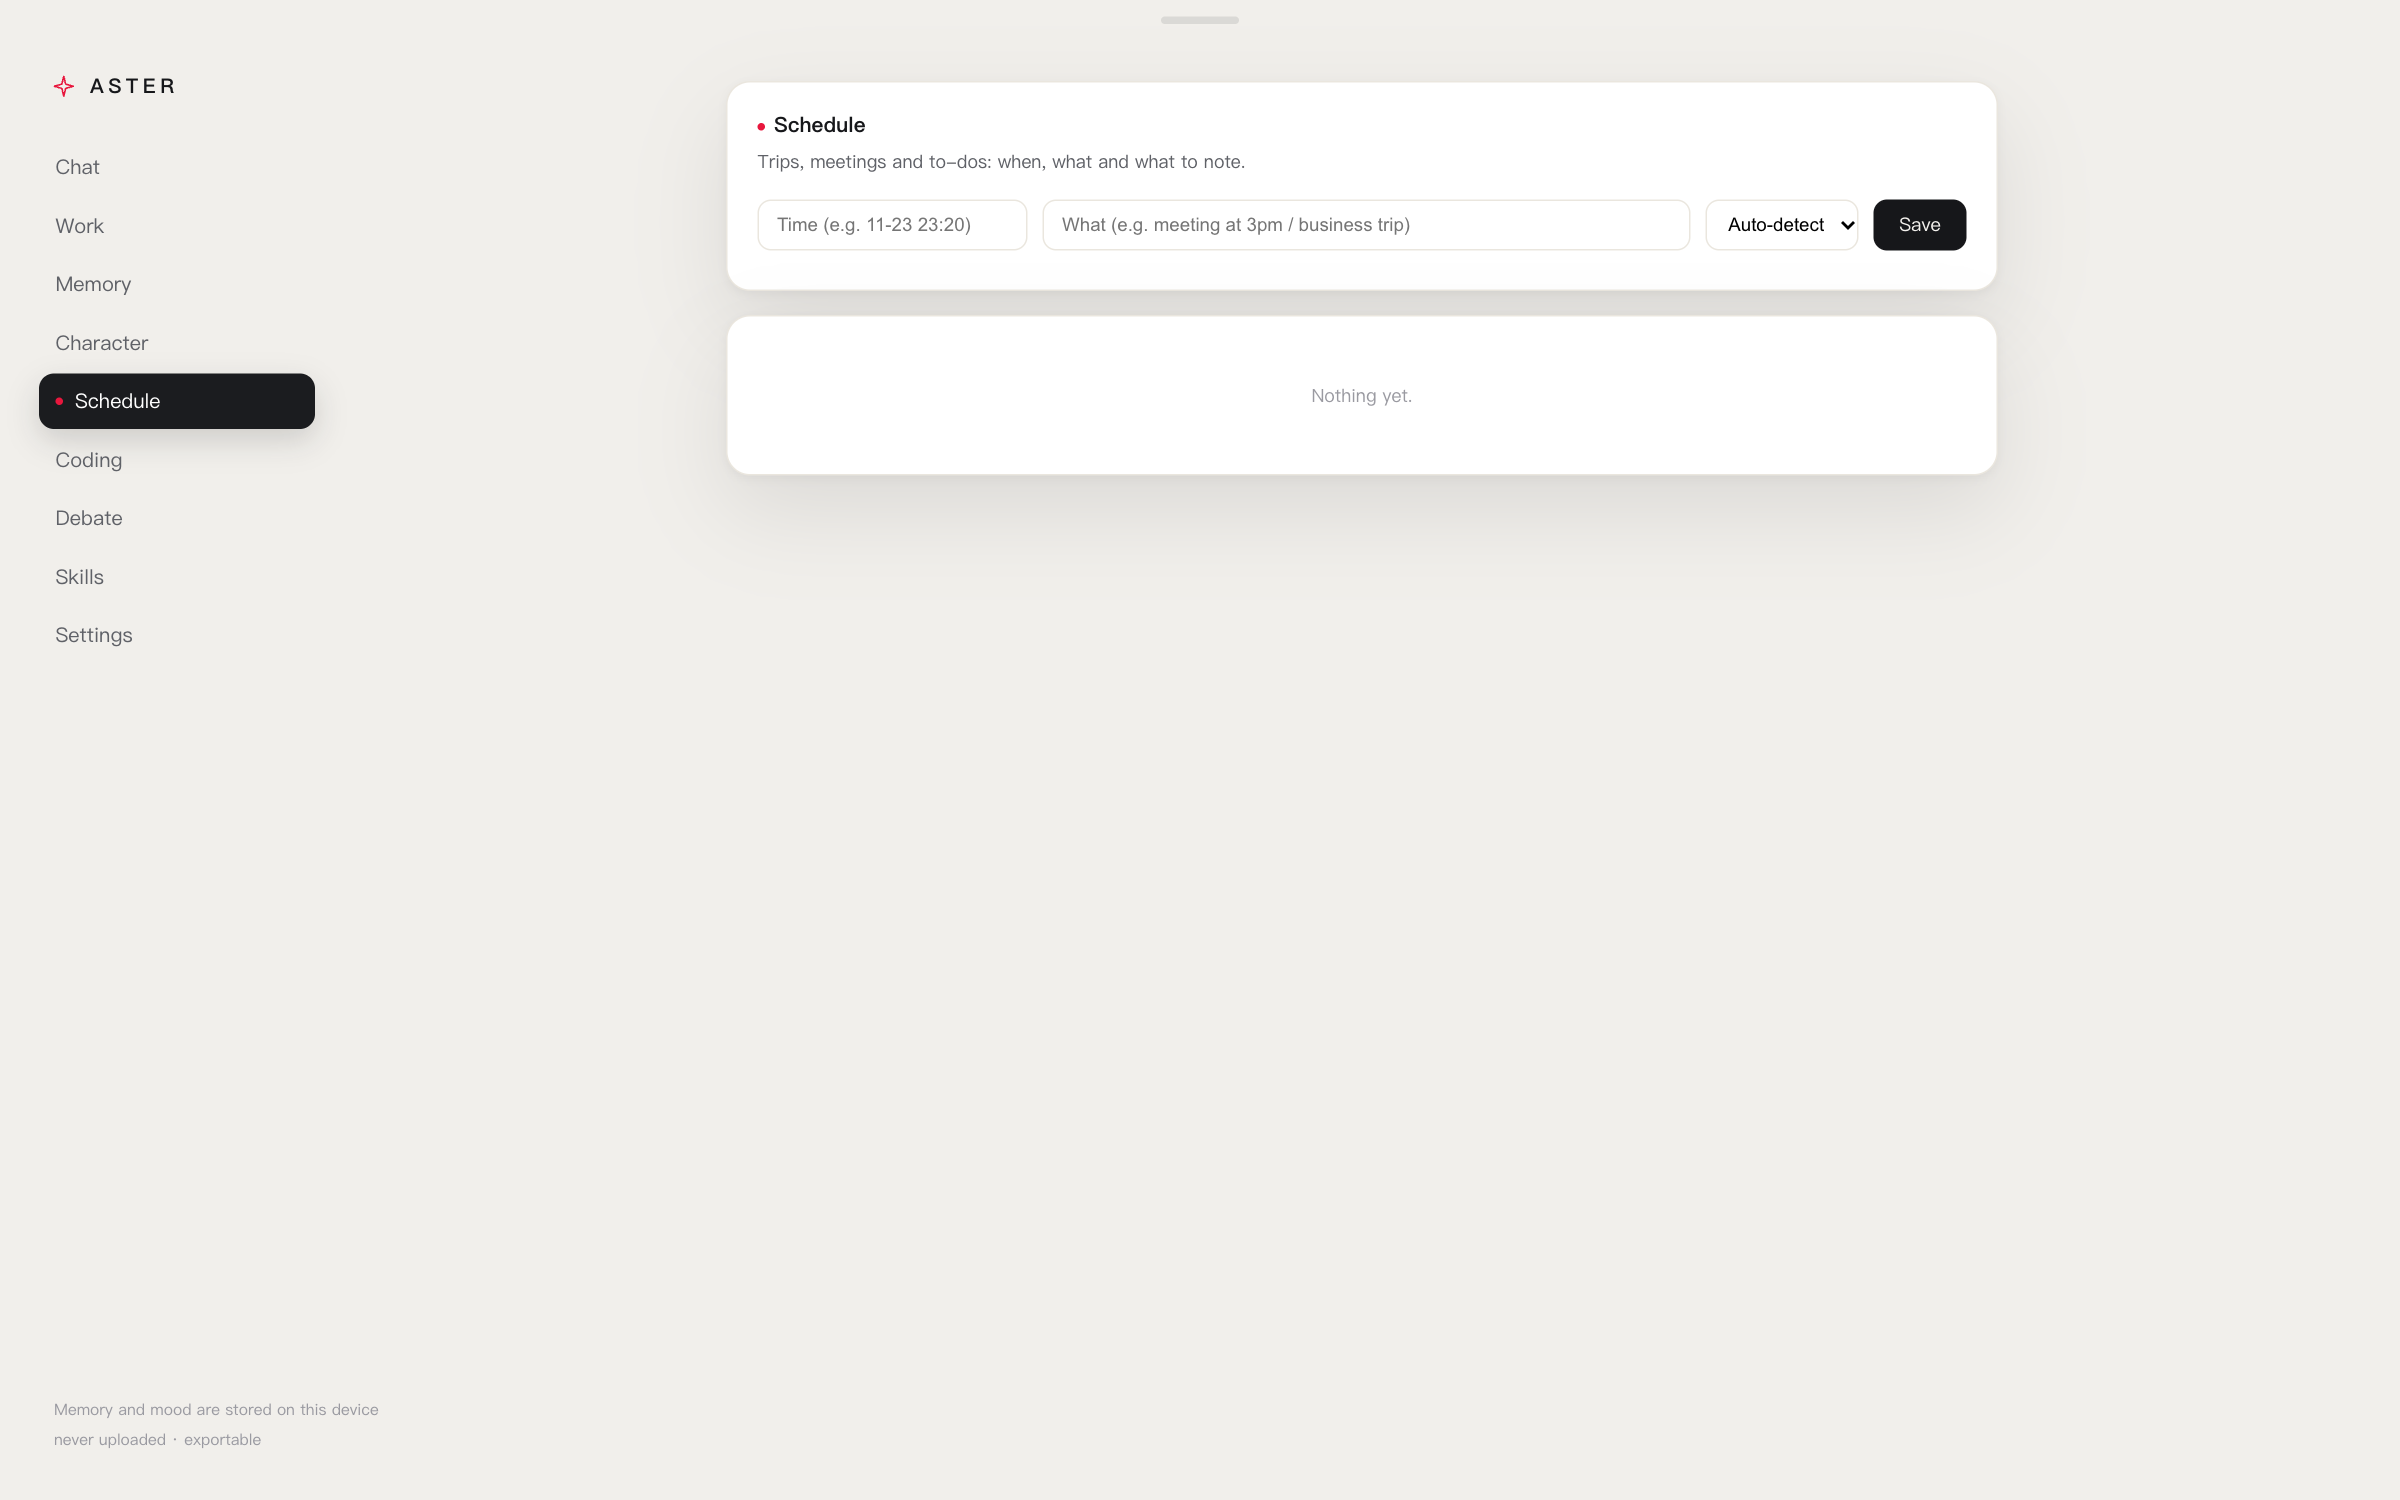 ASTER
Chat
Work
Memory
Character
Schedule
Coding
Debate
Skills
Settings
Memory and mood are stored on this device
never uploaded · exportable
Schedule
Trips, meetings and to-dos: when, what and what to note.
Time (e.g. 11-23 23:20)
What (e.g. meeting at 3pm / business trip)
Auto-detect
Save
Nothing yet.